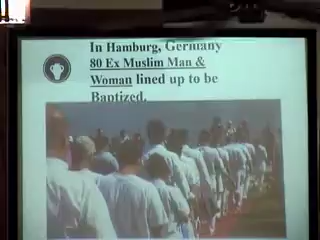 In Hamburg, Germany
80 Ex Muslim Man &
Woman lined up to be
Baptized.